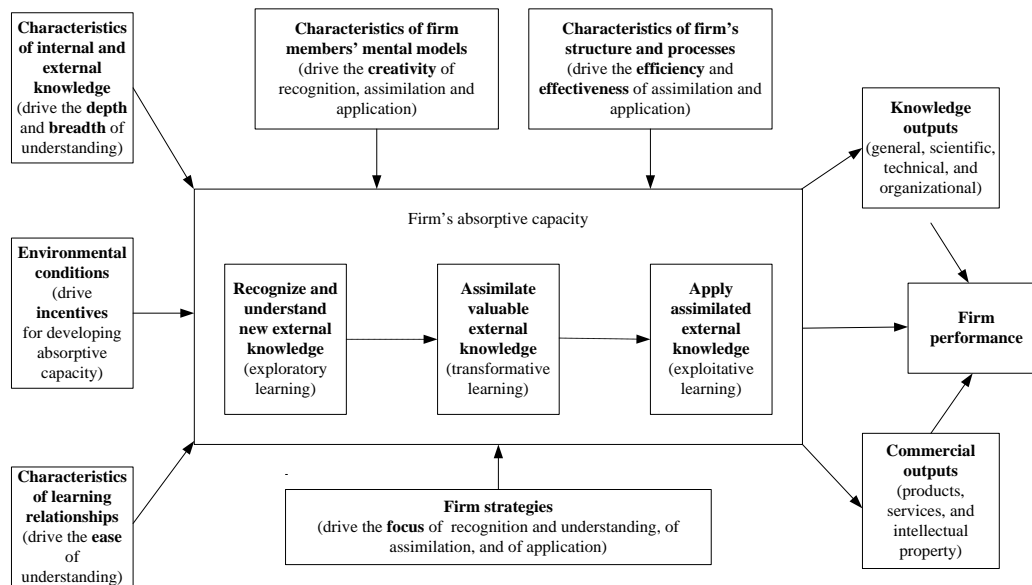 Characteristics
of internal and
external
knowledge
(drive the depth
and breadth of
understanding)
Characteristics of firm
members' mental models
(drive the creativity of
recognition, assimilation and
application)
Characteristics of firm's
structure and processes
(drive the efficiency and
effectiveness of assimilation and
application)
Knowledge
outputs
(general, scientific,
technical, and
organizational)
Firm's absorptive capacity
Environmental
conditions
(drive
incentives
for developing
absorptive
capacity)
Recognize and
understand
new external
knowledge
(exploratory
learning)
Assimilate
valuable
external
knowledge
(transformative
learning)
Apply
assimilated
external
knowledge
(exploitative
learning)
Firm
performance
Characteristics
of learning
relationships
(drive the ease of
understanding)
Firm strategies
(drive the focus of recognition and understanding, of
assimilation, and of application)
Commercial
outputs
(products,
services, and
intellectual
property)